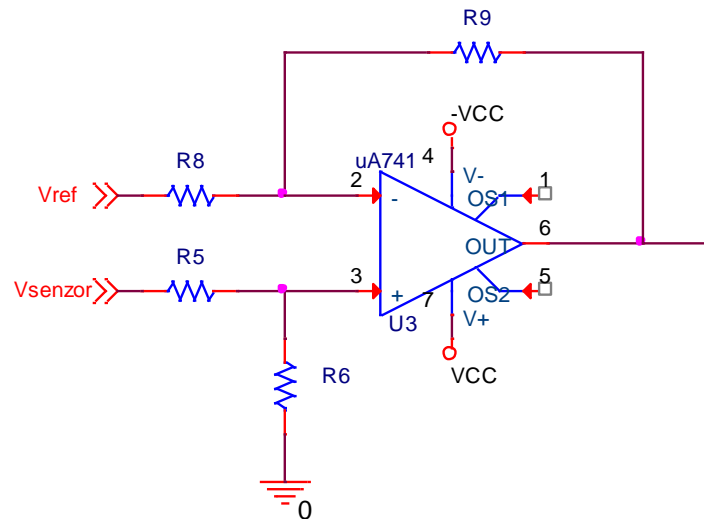 R9
-VCC
uA741
4
V-
1
OS1
R8
Vref
2
-
6
OUT
R5
Vsenzor
3
+
7
OS2
5
U3
V+
VCC
R6
0